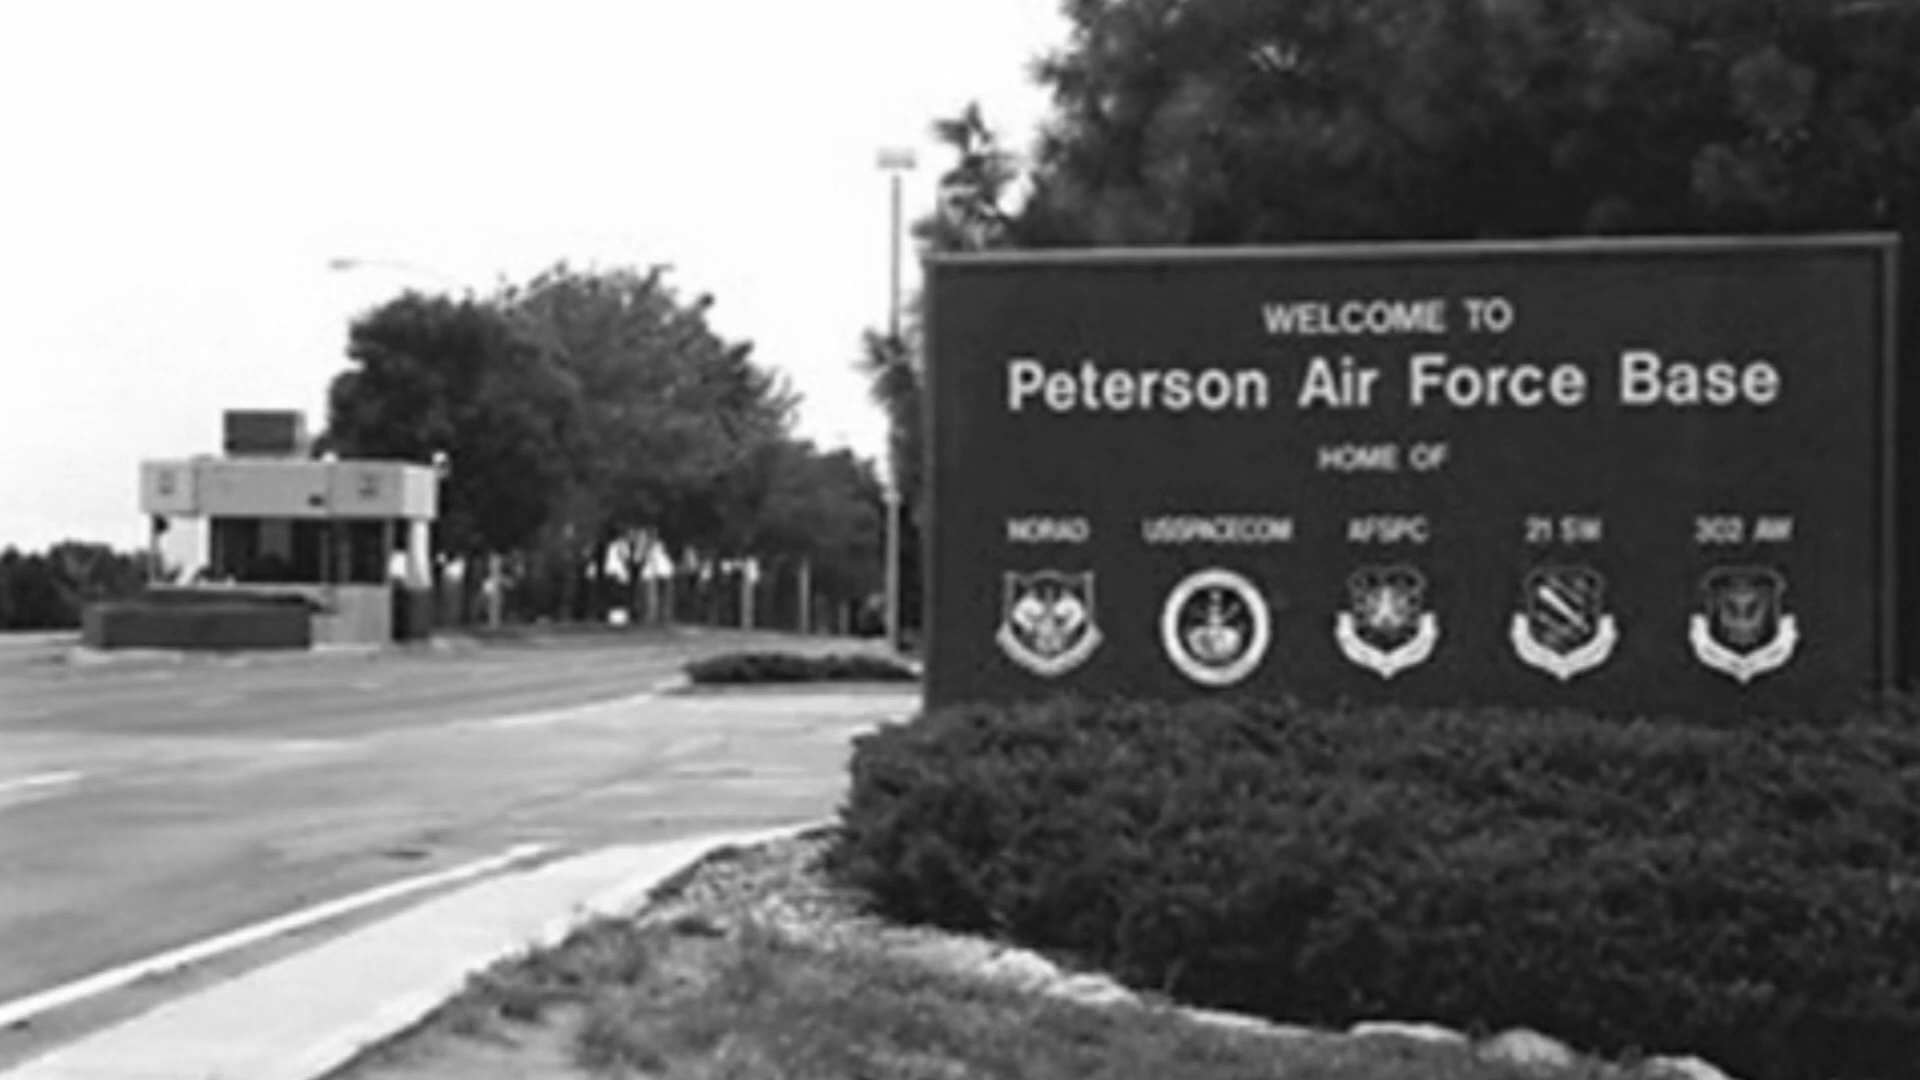 WELCOME TO
Peterson Air Force Base
HOME OF
NORAD USSPACECOM AFSPC 21 SW 302 AW